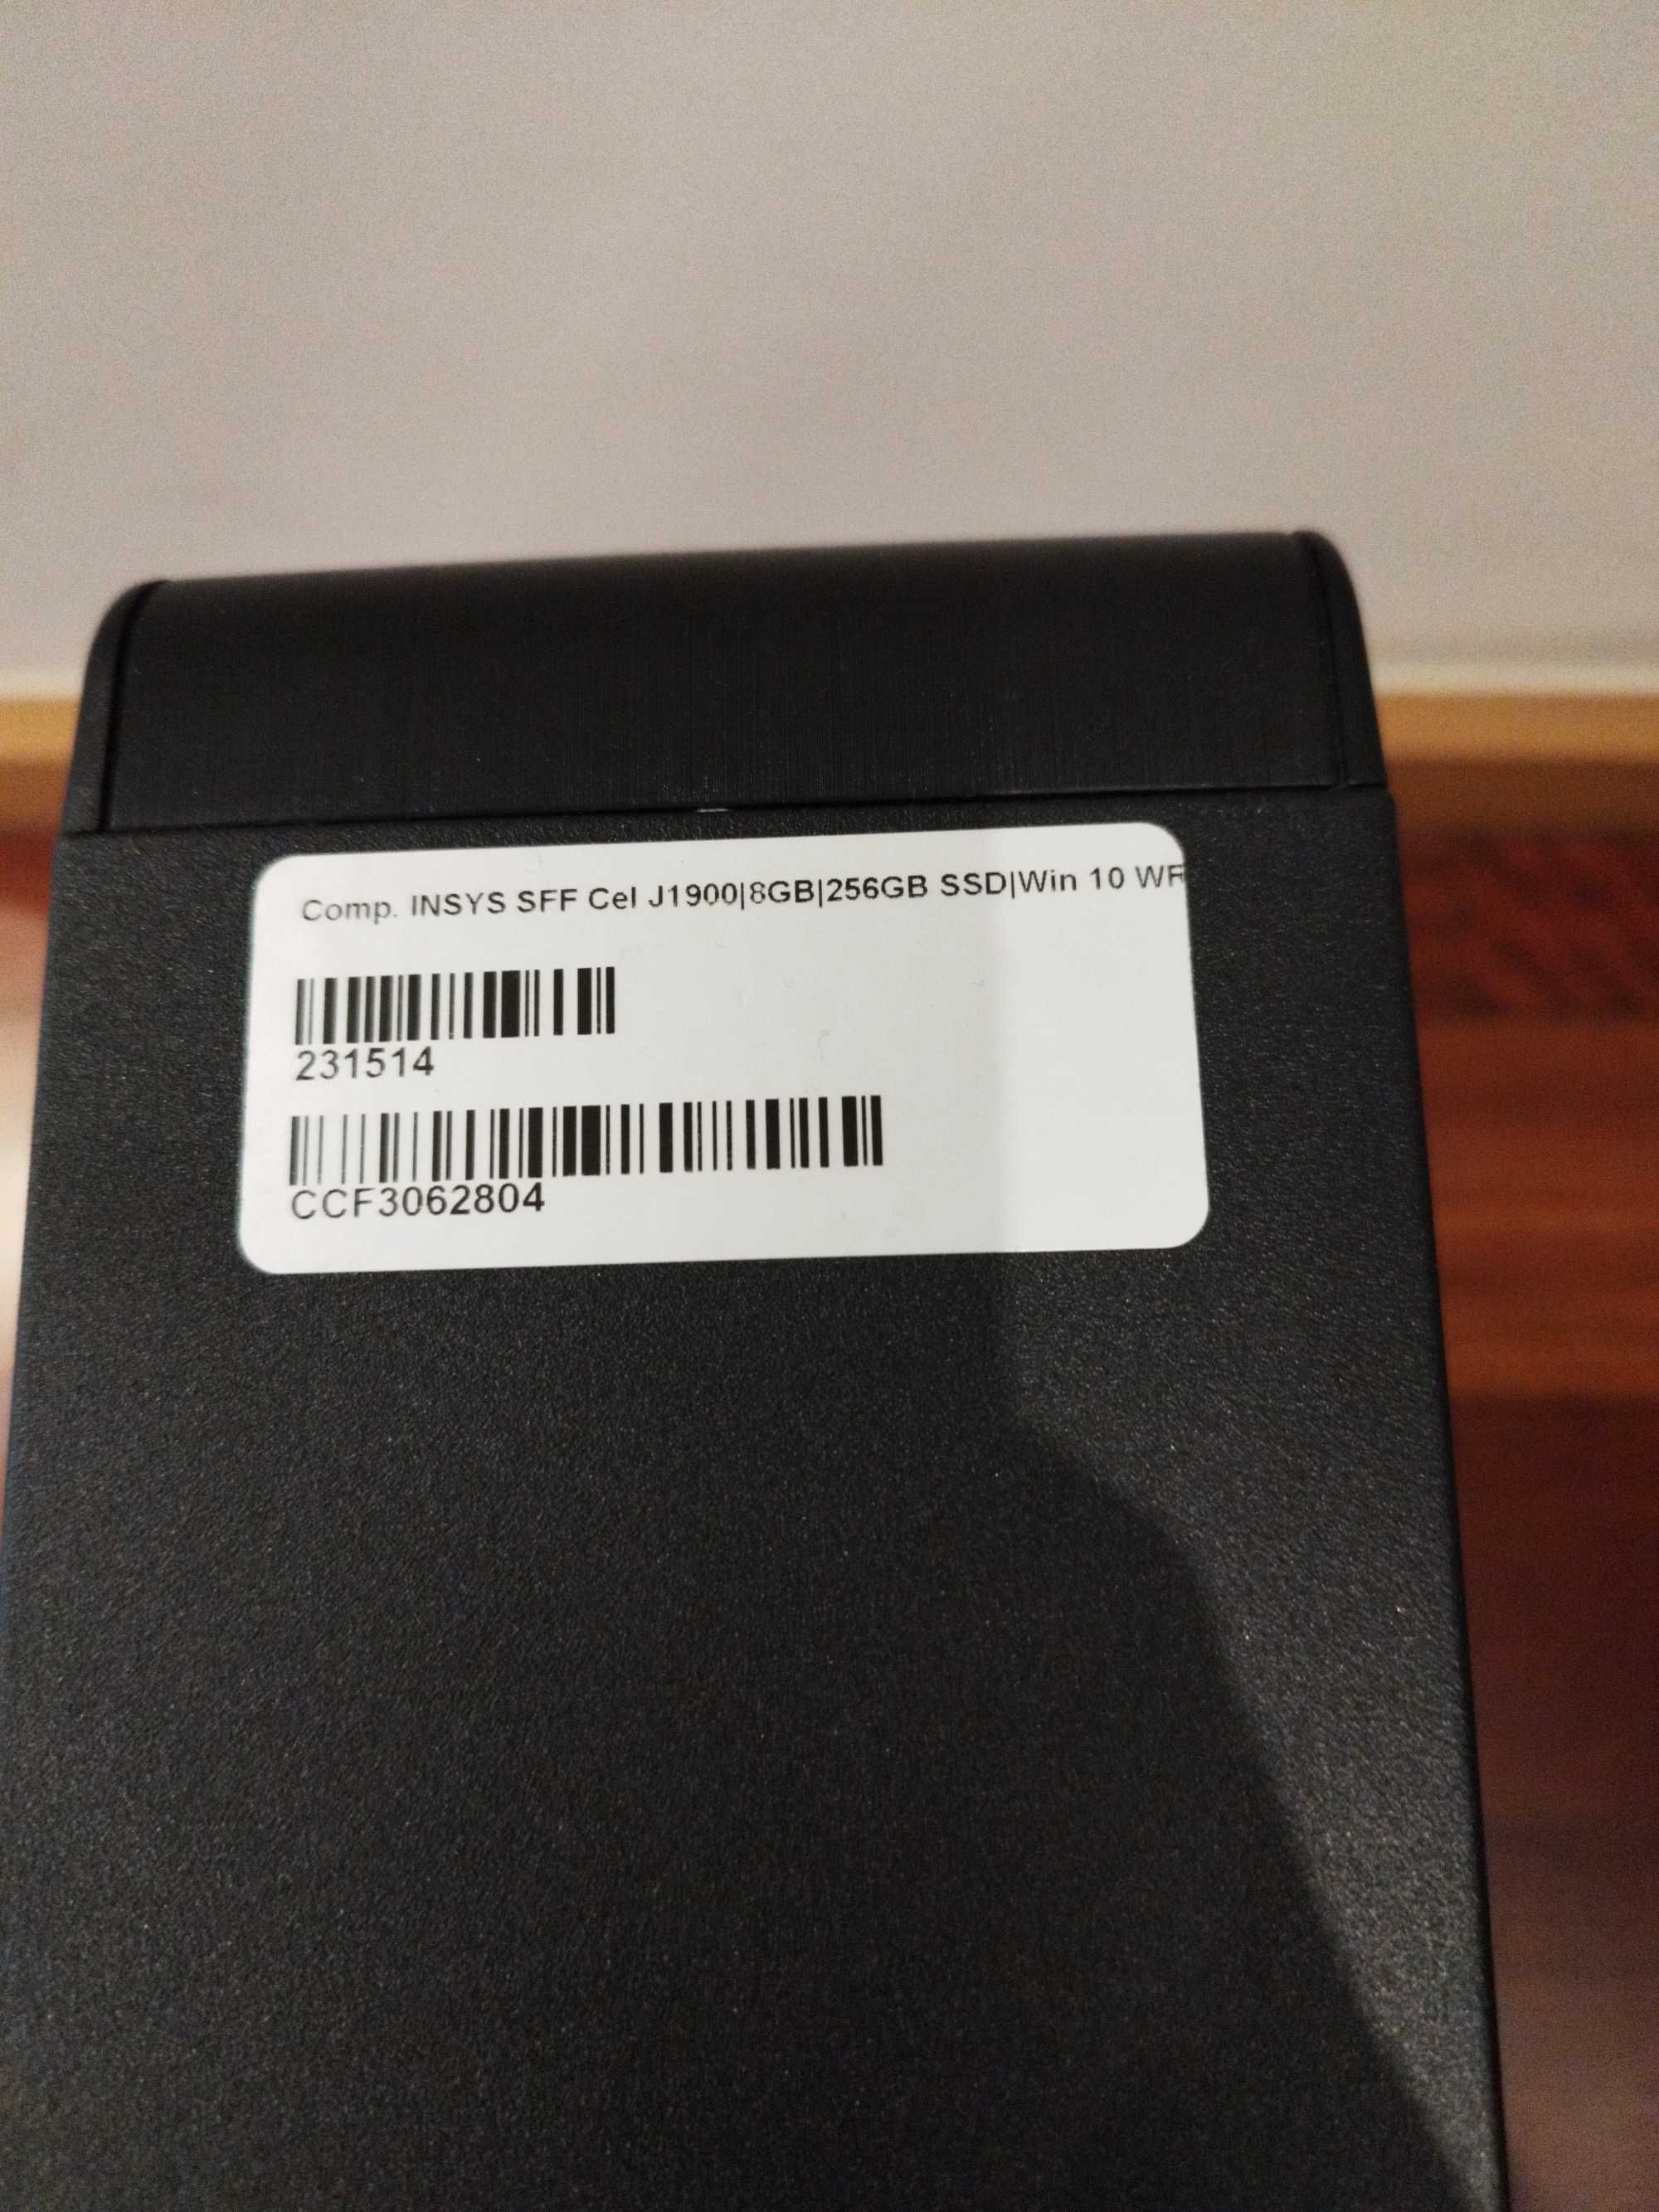 Comp. INSYS SFF Cel J1900|8GB|256GB SSD|Win 10
231514
CCF3062804